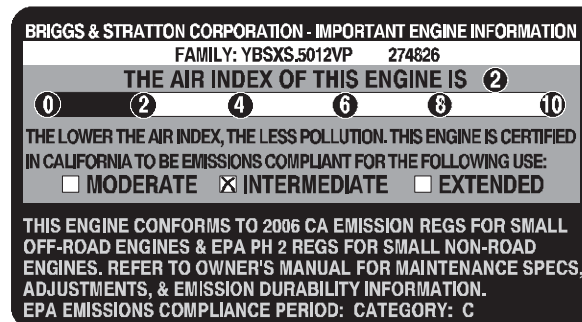 BRIGGS & STRATTON CORPORATION - IMPORTANT ENGINE INFORMATION
FAMILY: YBSXS.5012VP 274826
THE AIR INDEX OF THIS ENGINE IS 2
0 2 4 6 8 10
THE LOWER THE AIR INDEX, THE LESS POLLUTION. THIS ENGINE IS CERTIFIED
IN CALIFORNIA TO BE EMISSIONS COMPLIANT FOR THE FOLLOWING USE:
☐ MODERATE ☒ INTERMEDIATE ☐ EXTENDED
THIS ENGINE CONFORMS TO 2006 CA EMISSION REGS FOR SMALL
OFF-ROAD ENGINES & EPA PH 2 REGS FOR SMALL NON-ROAD
ENGINES. REFER TO OWNER'S MANUAL FOR MAINTENANCE SPECS,
ADJUSTMENTS, & EMISSION DURABILITY INFORMATION.
EPA EMISSIONS COMPLIANCE PERIOD: CATEGORY: C